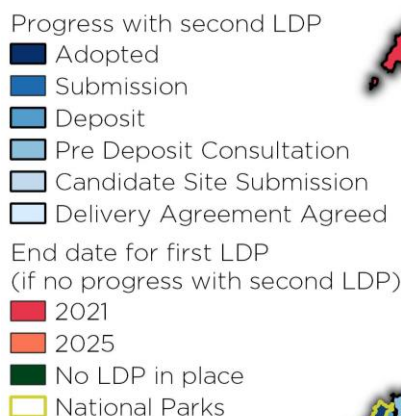 Progress with second LDP
Adopted
Submission
Deposit
Pre Deposit Consultation
Candidate Site Submission
Delivery Agreement Agreed
End date for first LDP
(if no progress with second LDP)
2021
2025
No LDP in place
National Parks